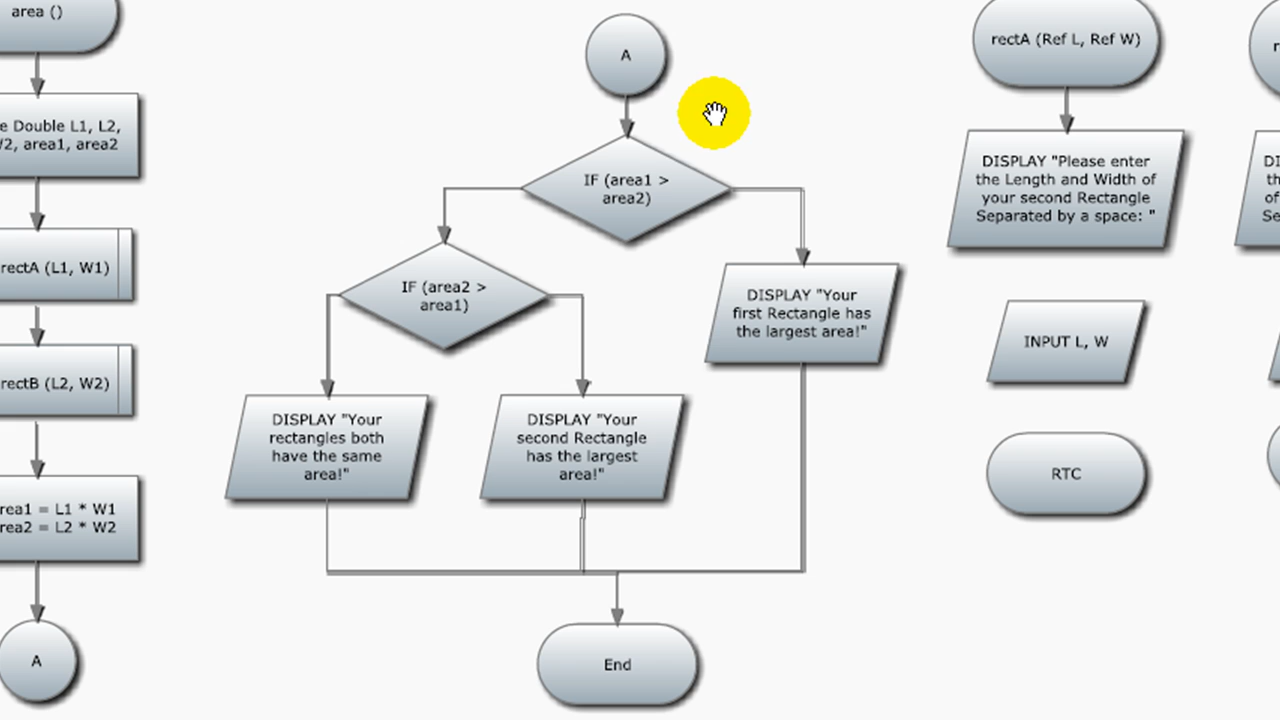 area ()
Double L1, L2,
area1, area2
rectA (L1, W1)
rectB (L2, W2)
= L1 * W1
= L2 * W2
A
A
IF (area1 >
area2)
IF (area2 >
area1)
DISPLAY "Your
first Rectangle has
the largest area!"
DISPLAY "Your
rectangles both
have the same
area!"
DISPLAY "Your
second Rectangle
has the largest
area!"
End
rectA (Ref L, Ref W)
DISPLAY "Please enter
the Length and Width of
your second Rectangle
Separated by a space: "
INPUT L, W
RTC